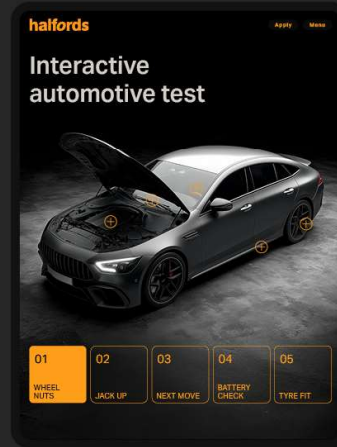 halfords
Apply
Menu
Interactive
automotive test
01
WHEEL
NUTS
02
JACK UP
03
NEXT MOVE
04
BATTERY
CHECK
05
TYRE FIT